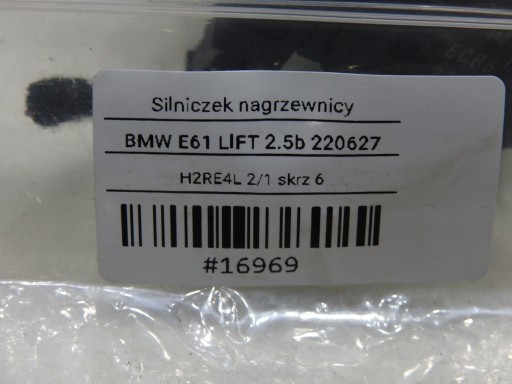 Silniczek nagrzewnicy
BMW E61 LIFT 2.5b 220627
H2RE4L 2/1 skrz 6
#16969